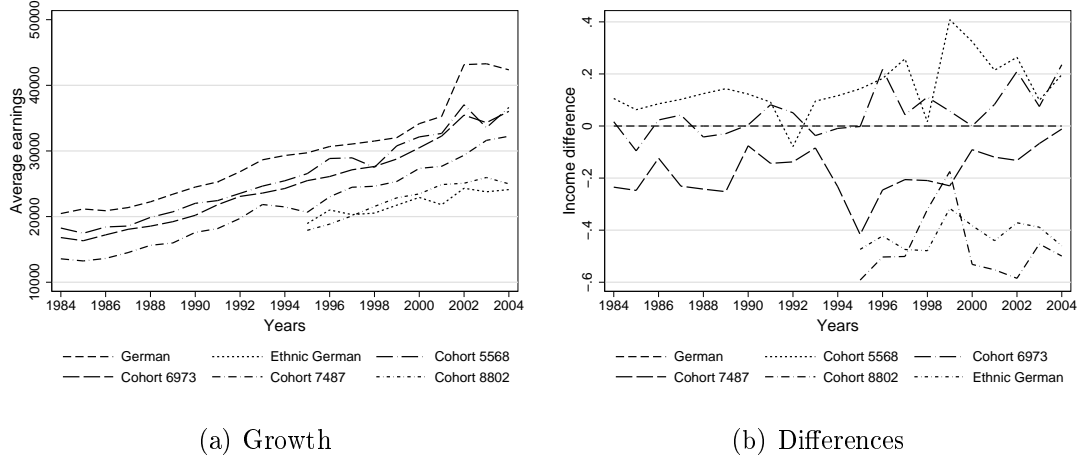 50000
40000
30000
20000
10000
Average earnings
1984 1986 1988 1990 1992 1994 1996 1998 2000 2002 2004
Years
German Ethnic German Cohort 5568
Cohort 6973 Cohort 7487 Cohort 8802
(a) Growth
.4
.2
0
-.2
-.4
-.6
Income difference
1984 1986 1988 1990 1992 1994 1996 1998 2000 2002 2004
Years
German Cohort 5568 Cohort 6973
Cohort 7487 Cohort 8802 Ethnic German
(b) Differences